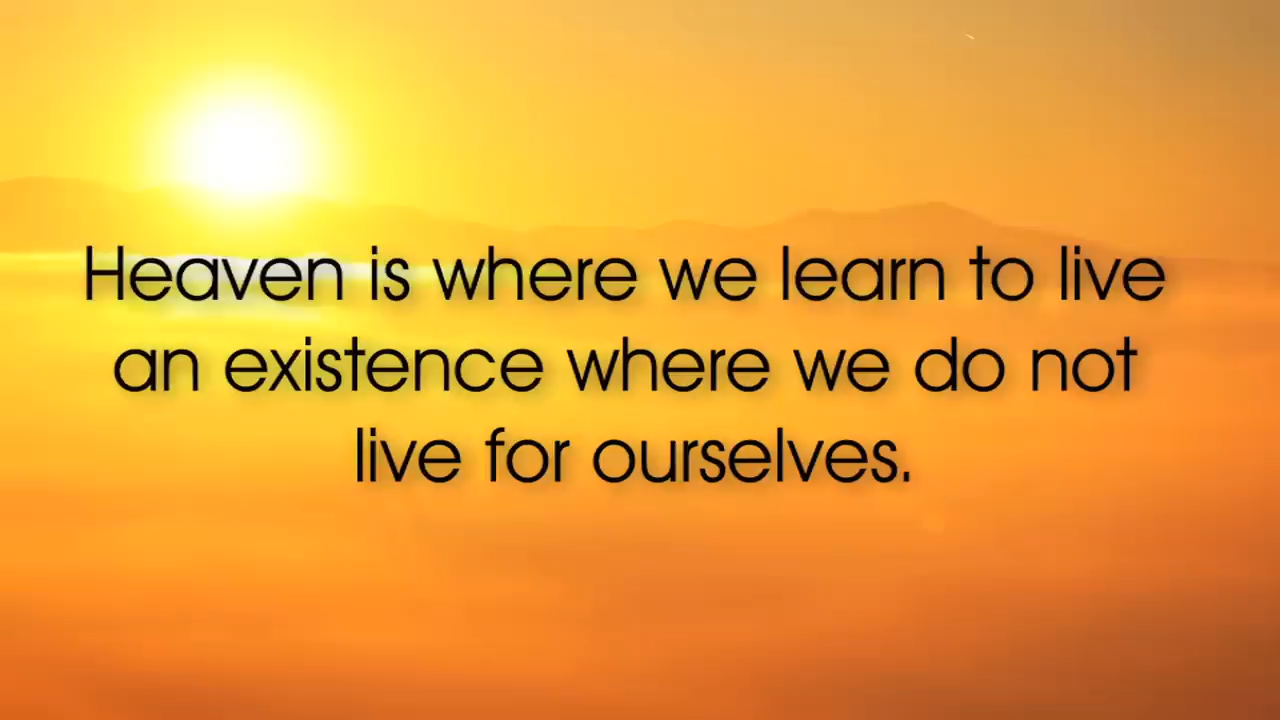 Heaven is where we learn to live
an existence where we do not
live for ourselves.